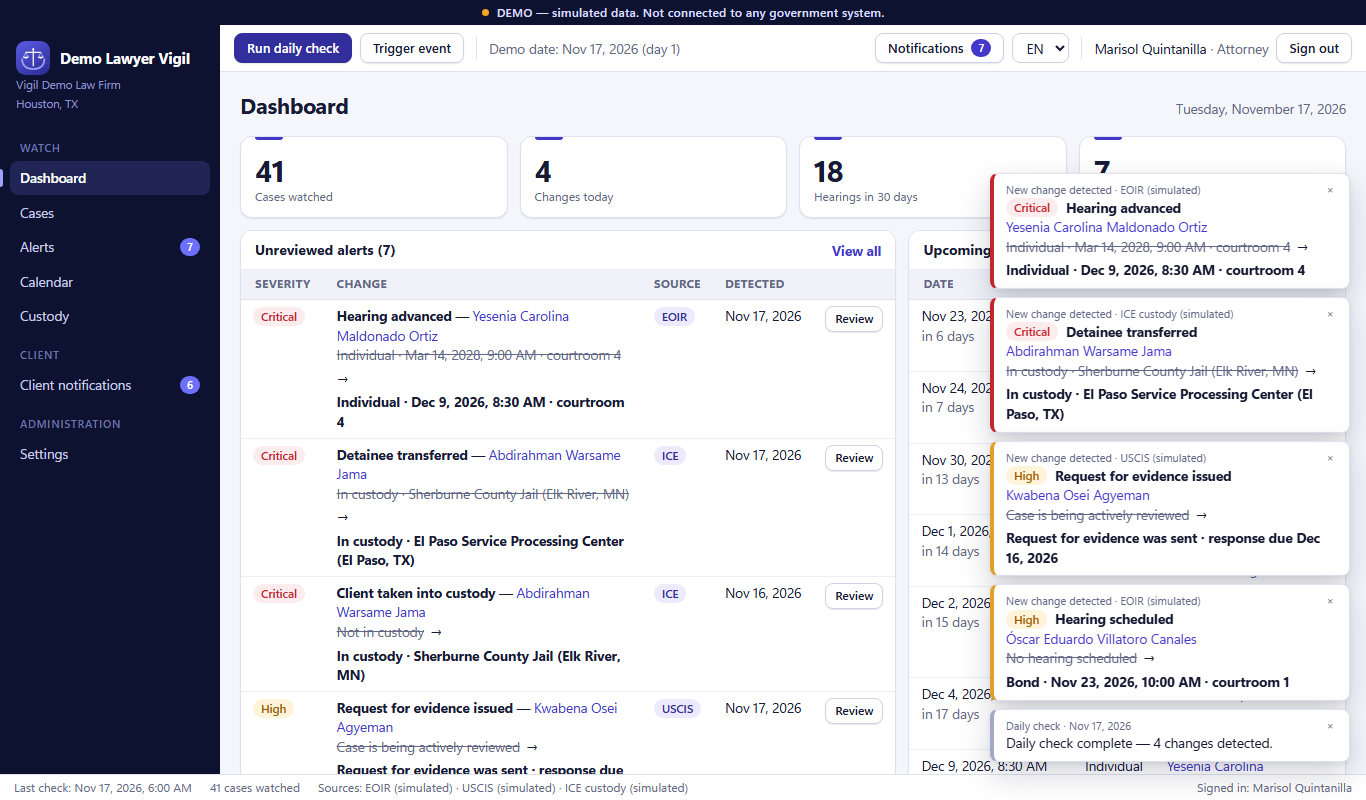 DEMO — simulated data. Not connected to any government system.
Demo Lawyer Vigil
Vigil Demo Law Firm
Houston, TX
WATCH
Dashboard
Cases
Alerts 7
Calendar
Custody
CLIENT
Client notifications 6
ADMINISTRATION
Settings
Run daily check Trigger event Demo date: Nov 17, 2026 (day 1) Notifications 7 EN Marisol Quintanilla · Attorney Sign out
Dashboard
Tuesday, November 17, 2026
41
Cases watched
4
Changes today
18
Hearings in 30 days
7
Unreviewed alerts (7) View all
SEVERITY CHANGE SOURCE DETECTED
Critical Hearing advanced — Yesenia Carolina EOIR Nov 17, 2026 Review
Maldonado Ortiz
Individual · Mar 14, 2028, 9:00 AM · courtroom 4
→
Individual · Dec 9, 2026, 8:30 AM · courtroom
4
Critical Detainee transferred — Abdirahman Warsame ICE Nov 17, 2026 Review
Jama
In custody · Sherburne County Jail (Elk River, MN)
→
In custody · El Paso Service Processing Center
(El Paso, TX)
Critical Client taken into custody — Abdirahman ICE Nov 16, 2026 Review
Warsame Jama
Not in custody →
In custody · Sherburne County Jail (Elk River,
MN)
High Request for evidence issued — Kwabena Osei USCIS Nov 17, 2026 Review
Agyeman
Case is being actively reviewed →
Request for evidence was sent · response due
Upcoming
DATE
Nov 23, 202
in 6 days
Nov 24, 202
in 7 days
Nov 30, 202
in 13 days
Dec 1, 2026,
in 14 days
Dec 2, 2026
in 15 days
Dec 4, 2026
in 17 days
Dec 9, 2026, 8:30 AM Individual Yesenia Carolina
New change detected · EOIR (simulated) ×
Critical Hearing advanced
Yesenia Carolina Maldonado Ortiz
Individual · Mar 14, 2028, 9:00 AM · courtroom 4 →
Individual · Dec 9, 2026, 8:30 AM · courtroom 4
New change detected · ICE custody (simulated) ×
Critical Detainee transferred
Abdirahman Warsame Jama
In custody · Sherburne County Jail (Elk River, MN) →
In custody · El Paso Service Processing Center (El
Paso, TX)
New change detected · USCIS (simulated) ×
High Request for evidence issued
Kwabena Osei Agyeman
Case is being actively reviewed →
Request for evidence was sent · response due Dec
16, 2026
New change detected · EOIR (simulated) ×
High Hearing scheduled
Óscar Eduardo Villatoro Canales
No hearing scheduled →
Bond · Nov 23, 2026, 10:00 AM · courtroom 1
Daily check · Nov 17, 2026 ×
Daily check complete — 4 changes detected.
Last check: Nov 17, 2026, 6:00 AM 41 cases watched Sources: EOIR (simulated) · USCIS (simulated) · ICE custody (simulated) Signed in: Marisol Quintanilla